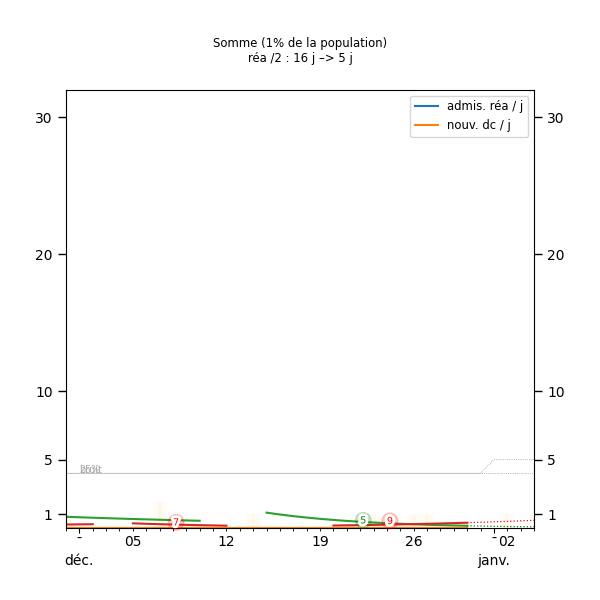 Somme (1% de la population)
réa /2 : 16 j –> 5 j
admis. réa / j
nouv. dc / j
30 30
20 20
10 10
5 5
25%
1 1
7 5 9
- 05 12 19 26 - 02
déc. janv.